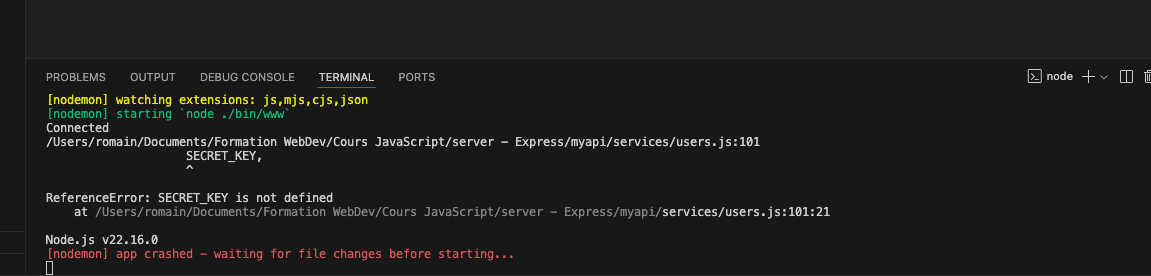 PROBLEMS OUTPUT DEBUG CONSOLE TERMINAL PORTS node
[nodemon] watching extensions: js,mjs,cjs,json
[nodemon] starting `node ./bin/www`
Connected
/Users/romain/Documents/Formation WebDev/Cours JavaScript/server - Express/myapi/services/users.js:101
SECRET_KEY,
^
ReferenceError: SECRET_KEY is not defined
at /Users/romain/Documents/Formation WebDev/Cours JavaScript/server - Express/myapi/services/users.js:101:21
Node.js v22.16.0
[nodemon] app crashed - waiting for file changes before starting...